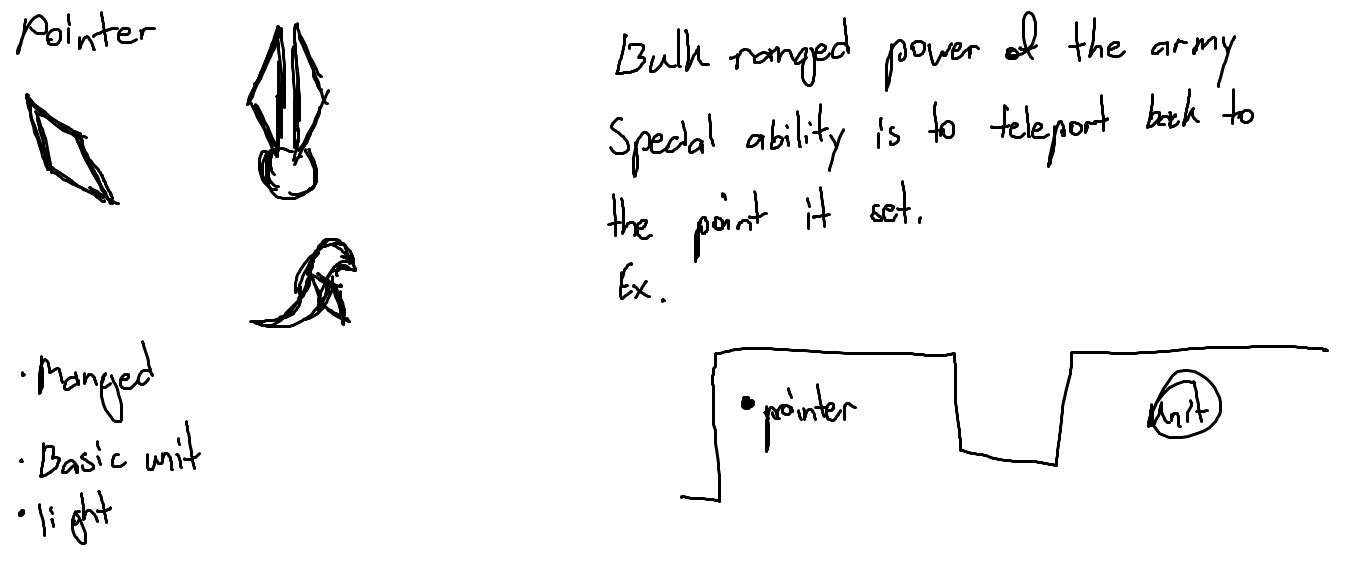 Pointer
Bulk ranged power of the army
Special ability is to teleport back to
the point it set.
Ex.
• Ranged
• Basic unit
• light
• pointer
unit